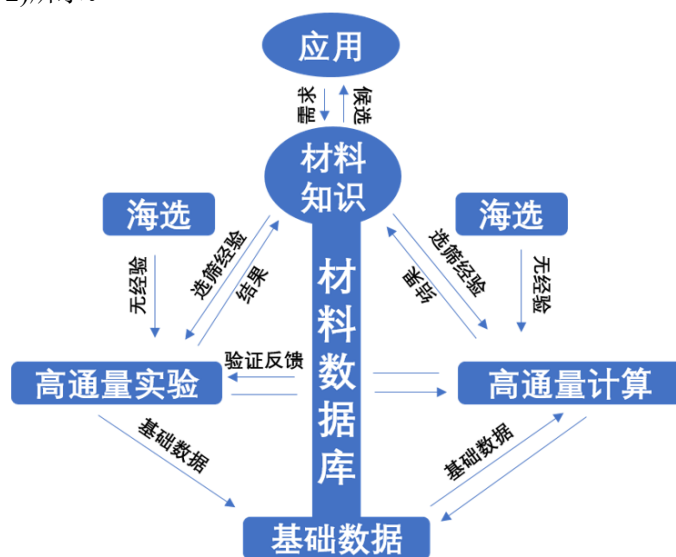 应用
需求
候选
材料
知识
海选
海选
无经验
选筛经验
结果
结果
选筛经验
无经验
材料数据库
高通量实验
验证反馈
高通量计算
基础数据
基础数据
基础数据